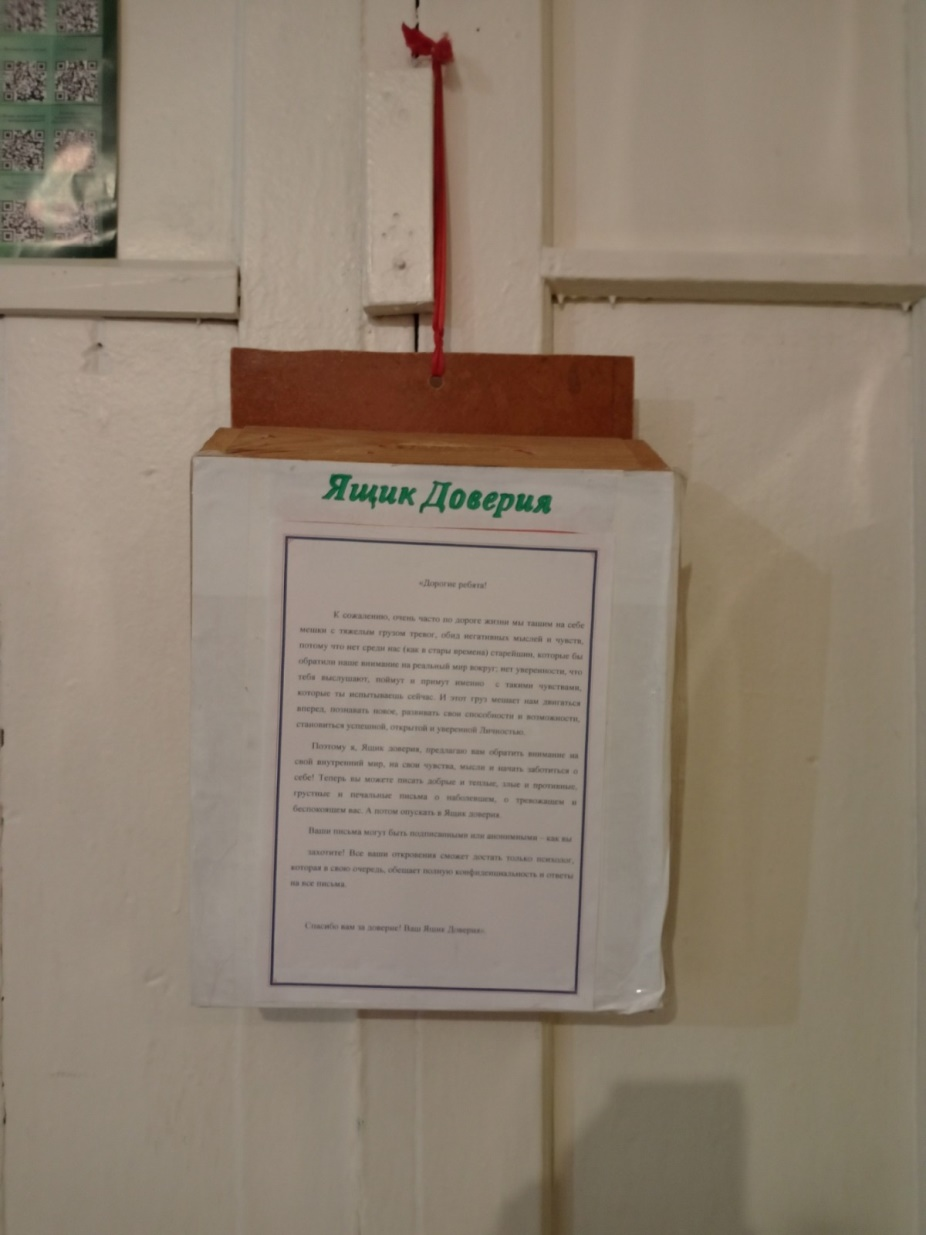 Ящик Доверия
«Дорогие ребята!
К сожалению, очень часто по дороге жизни мы тащим на себе
мешки с тяжелым грузом тревог, обид негативных мыслей и чувств,
потому что нет среди нас (как в стары времена) старейшин, которые бы
обратили наше внимание на реальный мир вокруг; нет уверенности, что
тебя выслушают, поймут и примут именно с такими чувствами,
которые ты испытываешь сейчас. И этот груз мешает нам двигаться
вперед, познавать новое, развивать свои способности и возможности,
становиться успешной, открытой и уверенной Личностью.
Поэтому я, Ящик доверия, предлагаю вам обратить внимание на
свой внутренний мир, на свои чувства, мысли и начать заботиться о
себе! Теперь вы можете писать добрые и теплые, злые и противные,
грустные и печальные письма о наболевшем, о тревожащем и
беспокоящем вас. А потом опускать в Ящик доверия.
Ваши письма могут быть подписанными или анонимными – как вы
захотите! Все ваши откровения сможет достать только психолог,
которая в свою очередь, обещает полную конфиденциальность и ответы
на все письма.
Спасибо вам за доверие! Ваш Ящик Доверия».